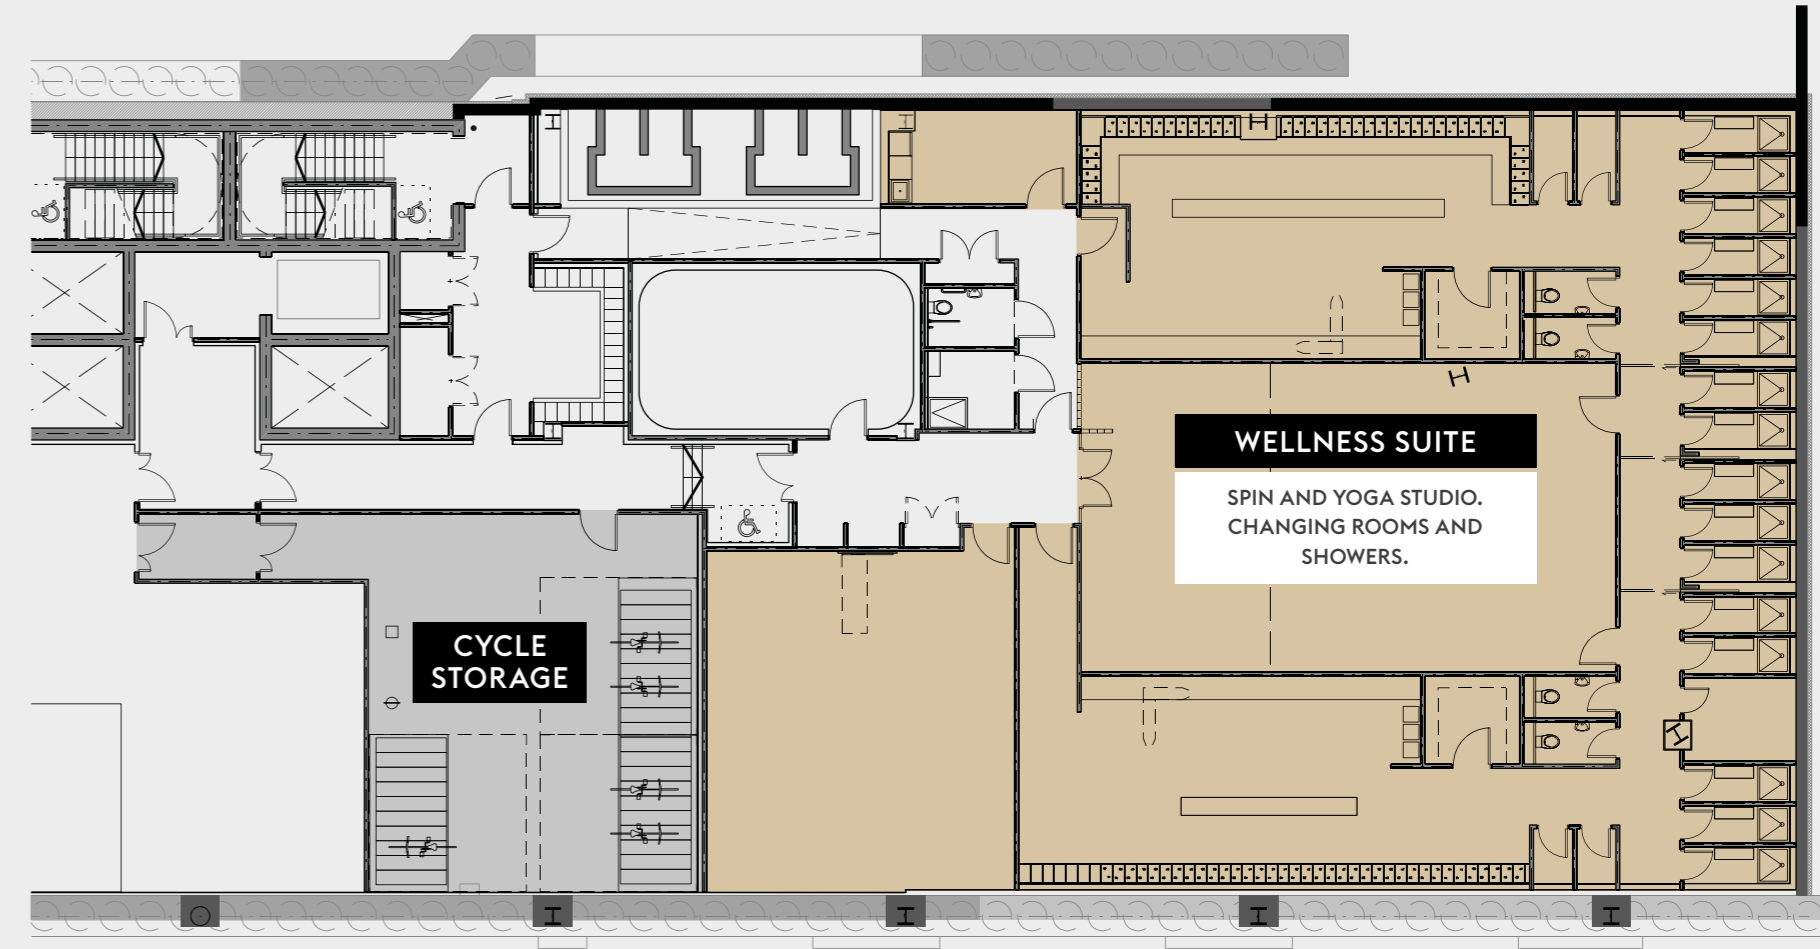 WELLNESS SUITE
SPIN AND YOGA STUDIO.
CHANGING ROOMS AND
SHOWERS.
CYCLE
STORAGE